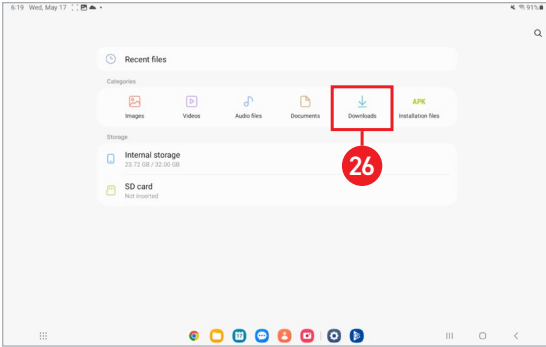 6:19 Wed, May 17
91%
Recent files
Categories
Images Videos Audio files Documents Downloads APK Installation files
Storage
Internal storage
23.72 GB / 32.00 GB
SD card
Not inserted
26